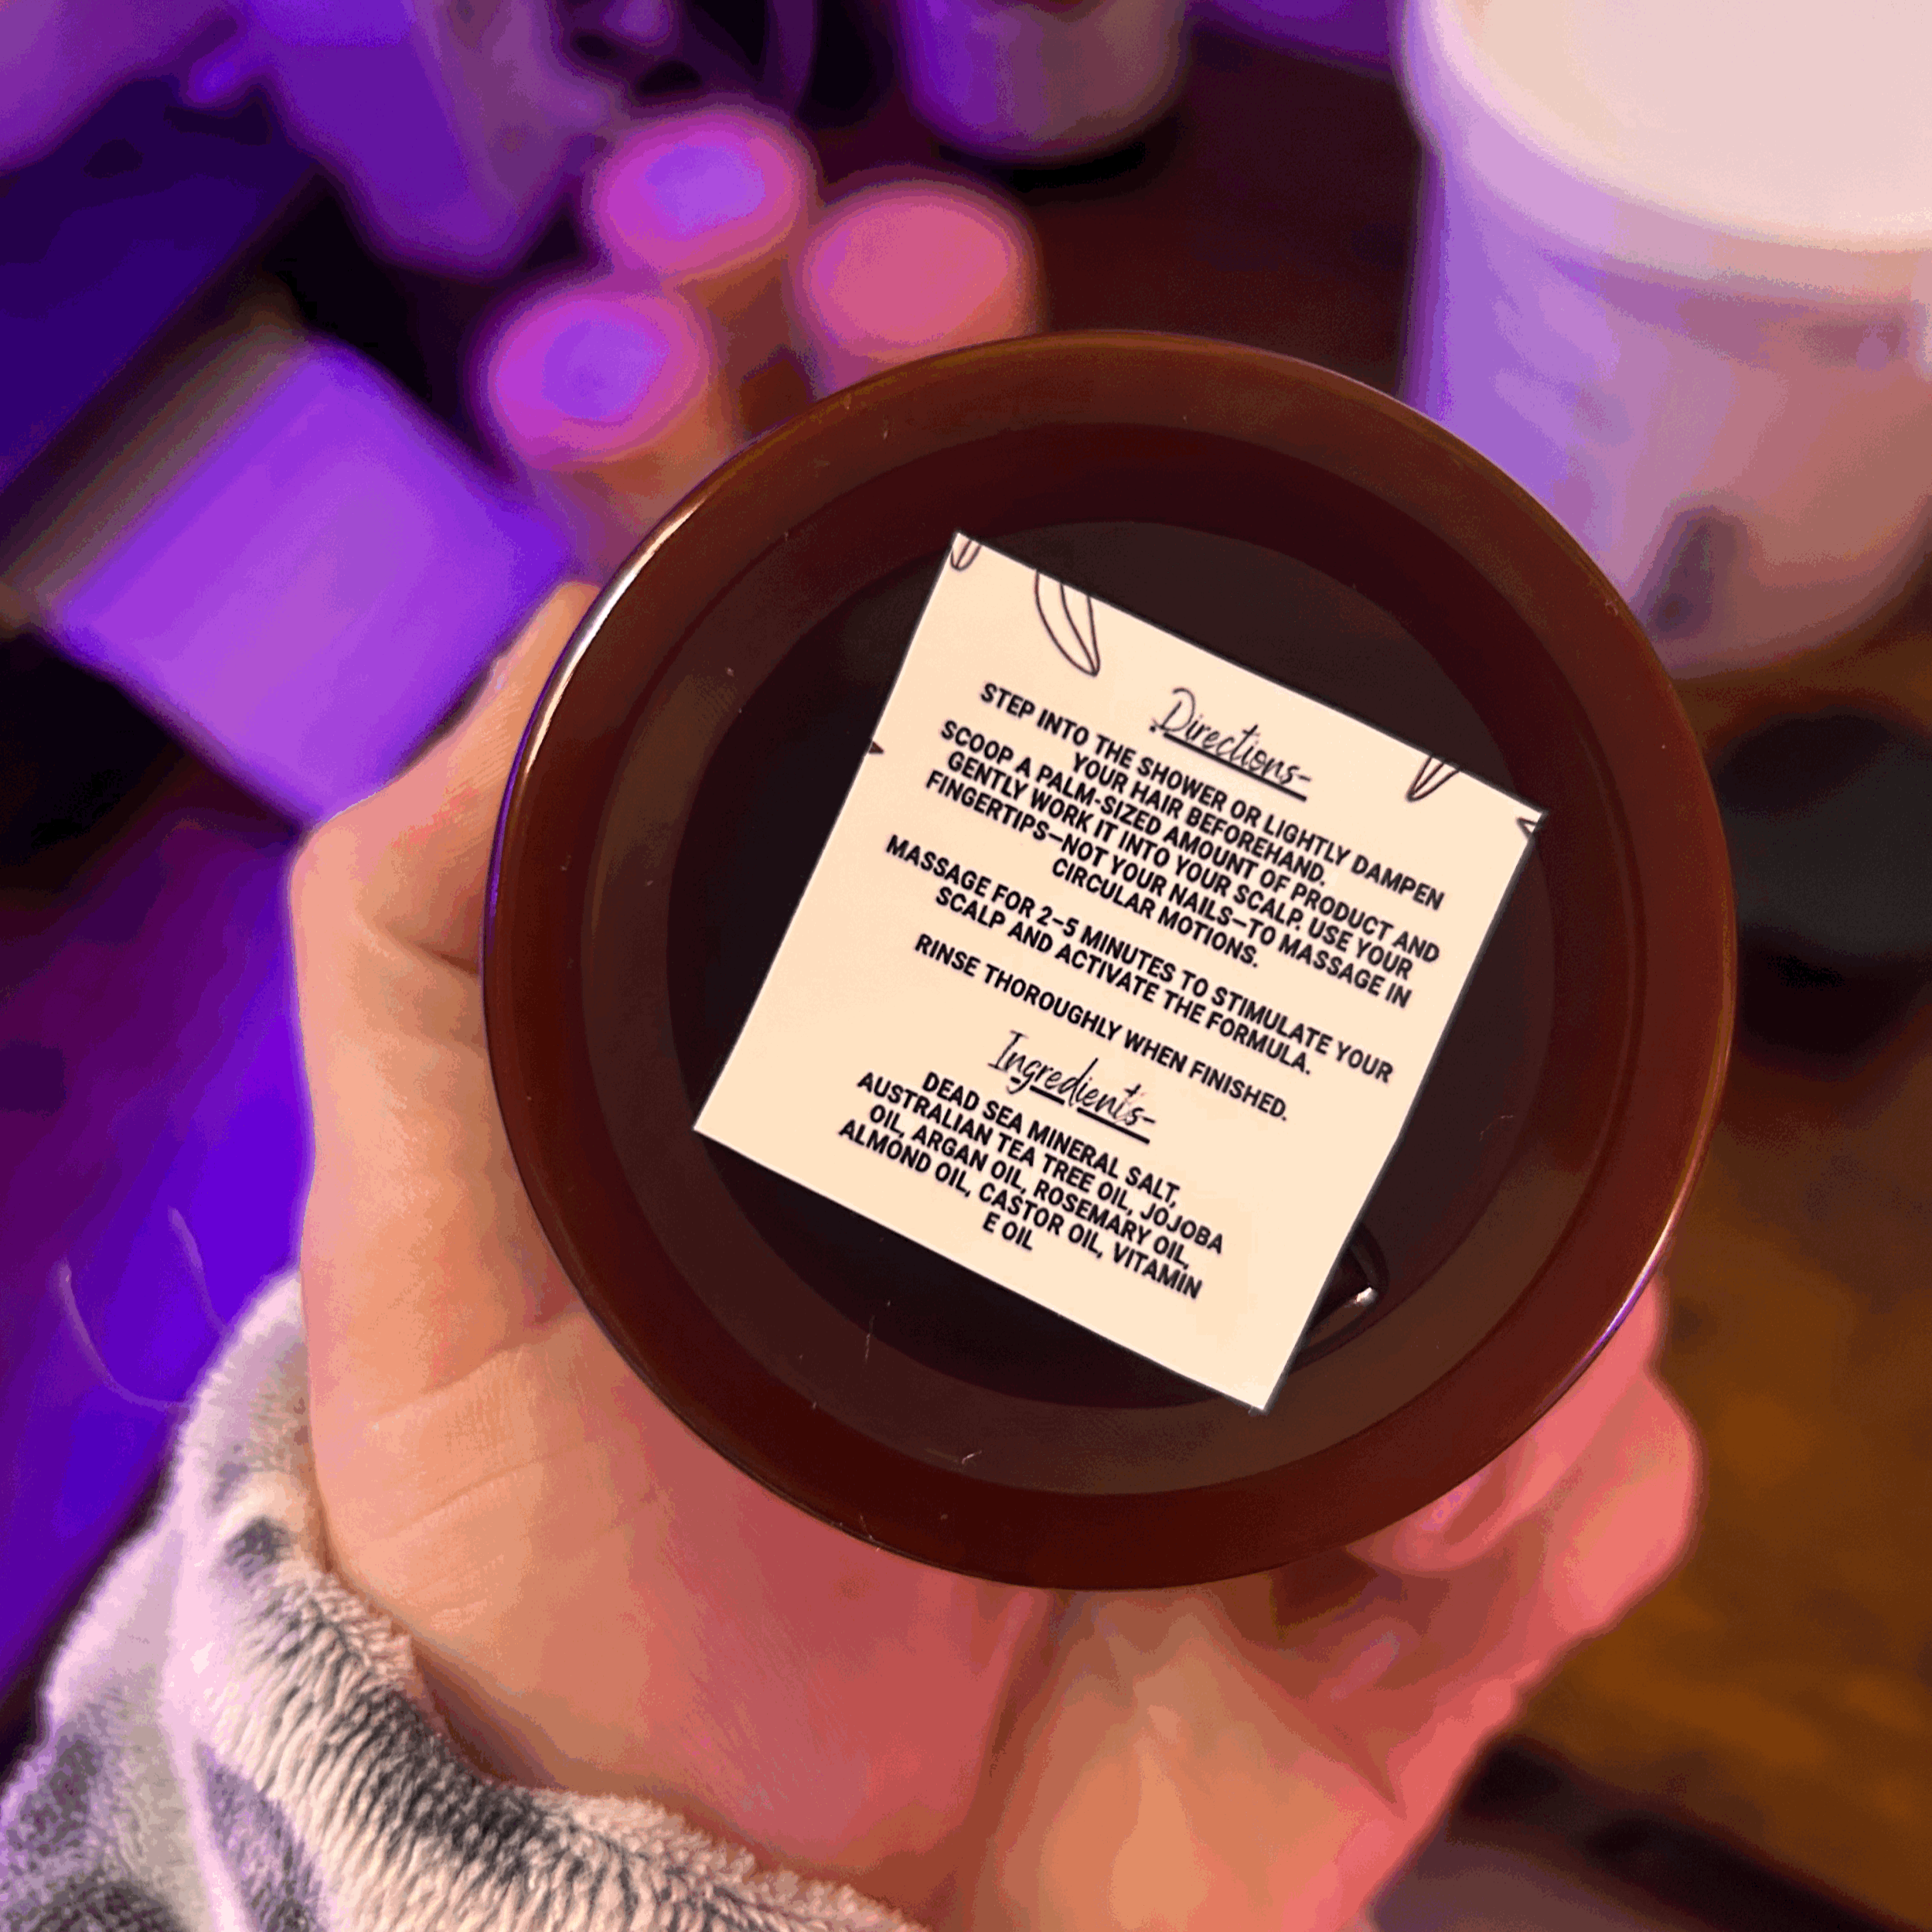 Directions-
STEP INTO THE SHOWER OR LIGHTLY DAMPEN
YOUR HAIR BEFOREHAND.
SCOOP A PALM-SIZED AMOUNT OF PRODUCT AND
GENTLY WORK IT INTO YOUR SCALP. USE YOUR
FINGERTIPS—NOT YOUR NAILS—TO MASSAGE IN
CIRCULAR MOTIONS.
MASSAGE FOR 2–5 MINUTES TO STIMULATE YOUR
SCALP AND ACTIVATE THE FORMULA.
RINSE THOROUGHLY WHEN FINISHED.
Ingredients-
DEAD SEA MINERAL SALT,
AUSTRALIAN TEA TREE OIL, JOJOBA
OIL, ARGAN OIL, ROSEMARY OIL,
ALMOND OIL, CASTOR OIL, VITAMIN
E OIL